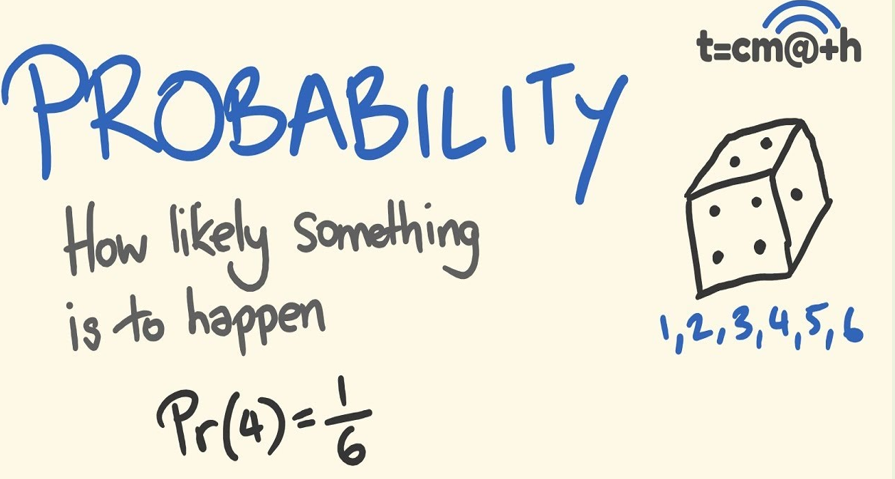 t=cm@+h
PROBABILITY
How likely something
is to happen
1,2,3,4,5,6
Pr(4)=1/6